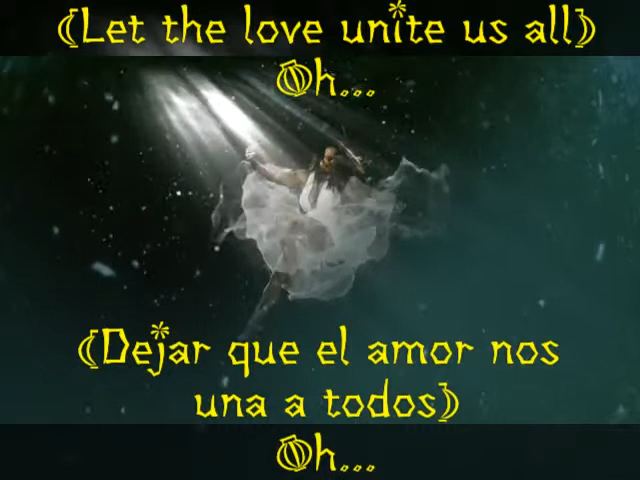 (Let the love unite us all)
Oh...
(Dejar que el amor nos
una a todos)
Oh...